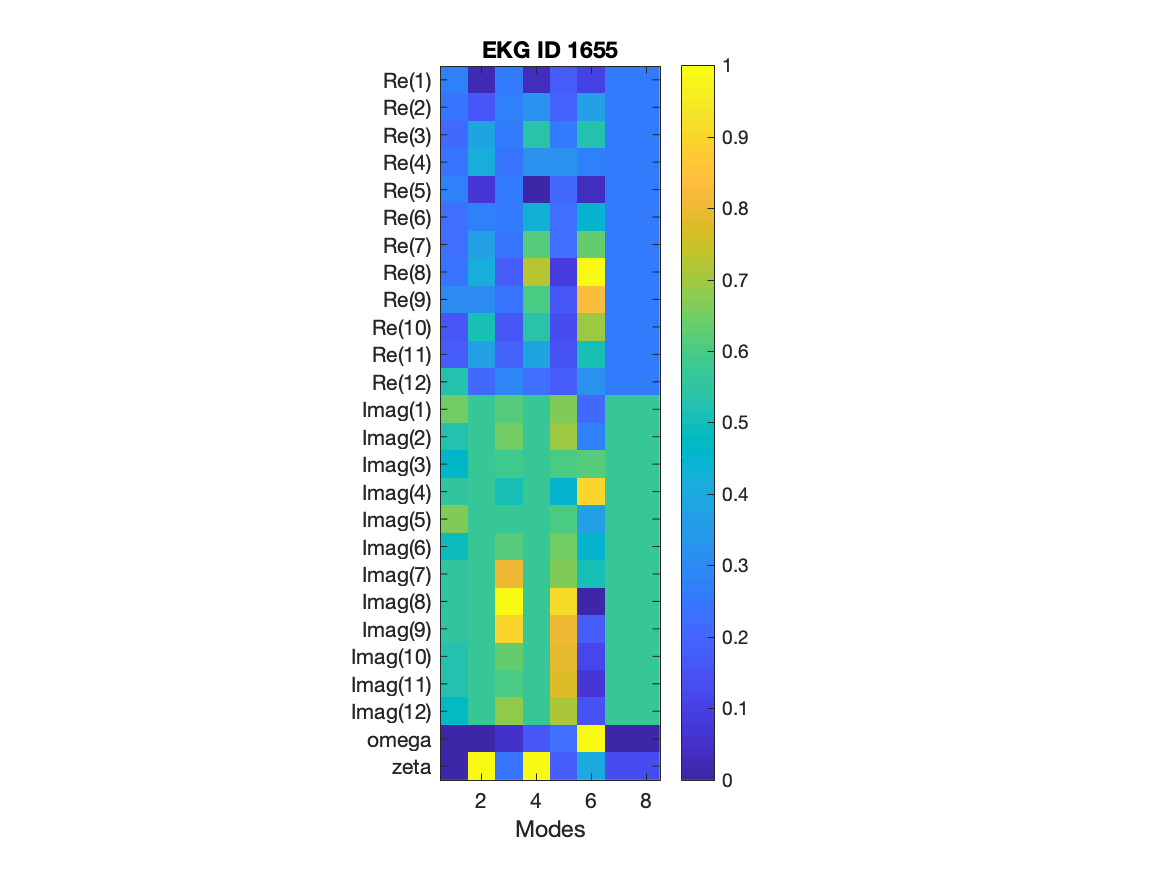 EKG ID 1655
Re(1)
Re(2)
Re(3)
Re(4)
Re(5)
Re(6)
Re(7)
Re(8)
Re(9)
Re(10)
Re(11)
Re(12)
Imag(1)
Imag(2)
Imag(3)
Imag(4)
Imag(5)
Imag(6)
Imag(7)
Imag(8)
Imag(9)
Imag(10)
Imag(11)
Imag(12)
omega
zeta
2 4 6 8
Modes
1
0.9
0.8
0.7
0.6
0.5
0.4
0.3
0.2
0.1
0